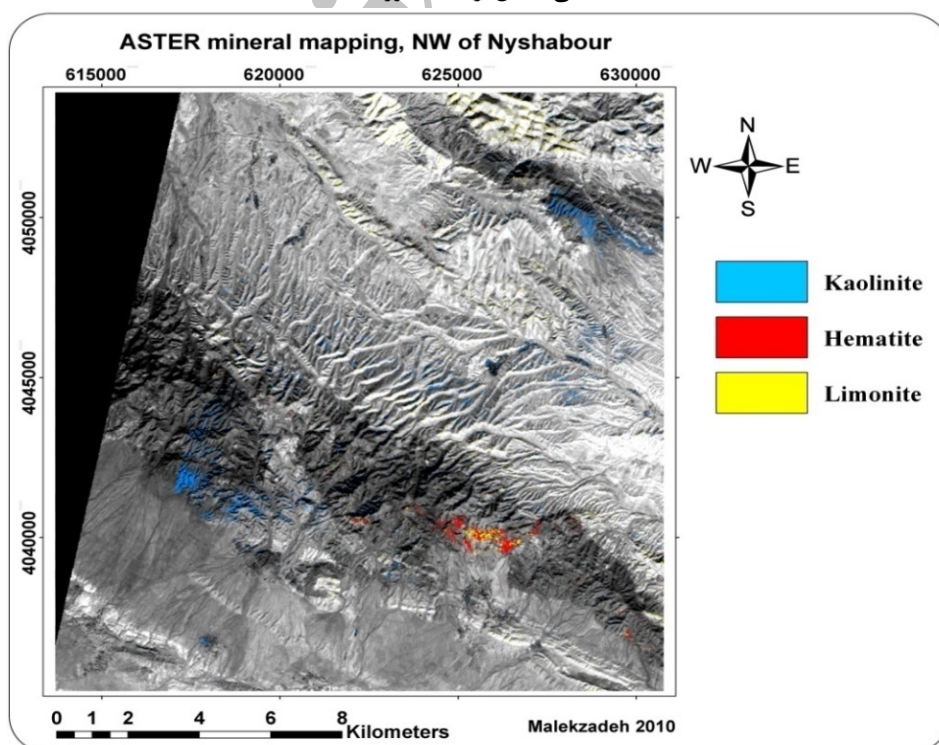 ASTER mineral mapping, NW of Nyshabour
615000 620000 625000 630000
N
W E
S
4050000
4045000
4040000
Kaolinite
Hematite
Limonite
0 1 2 4 6 8
Kilometers
Malekzadeh 2010